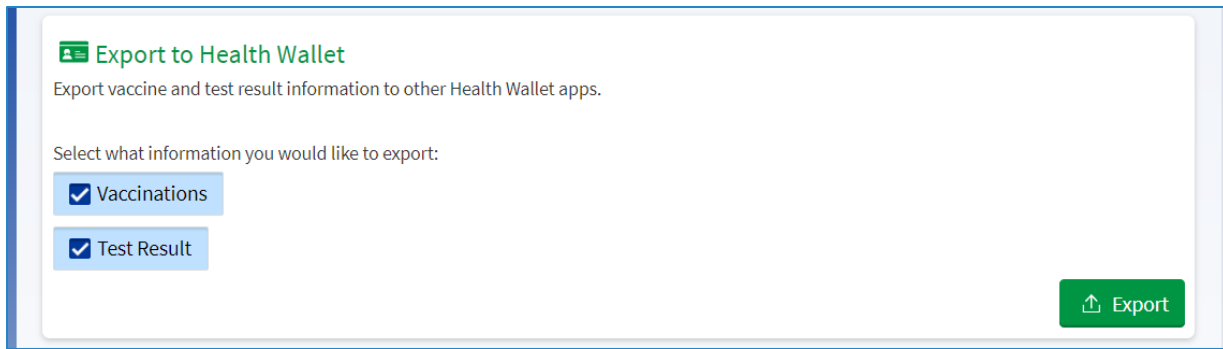 Export to Health Wallet
Export vaccine and test result information to other Health Wallet apps.
Select what information you would like to export:
Vaccinations
Test Result
Export